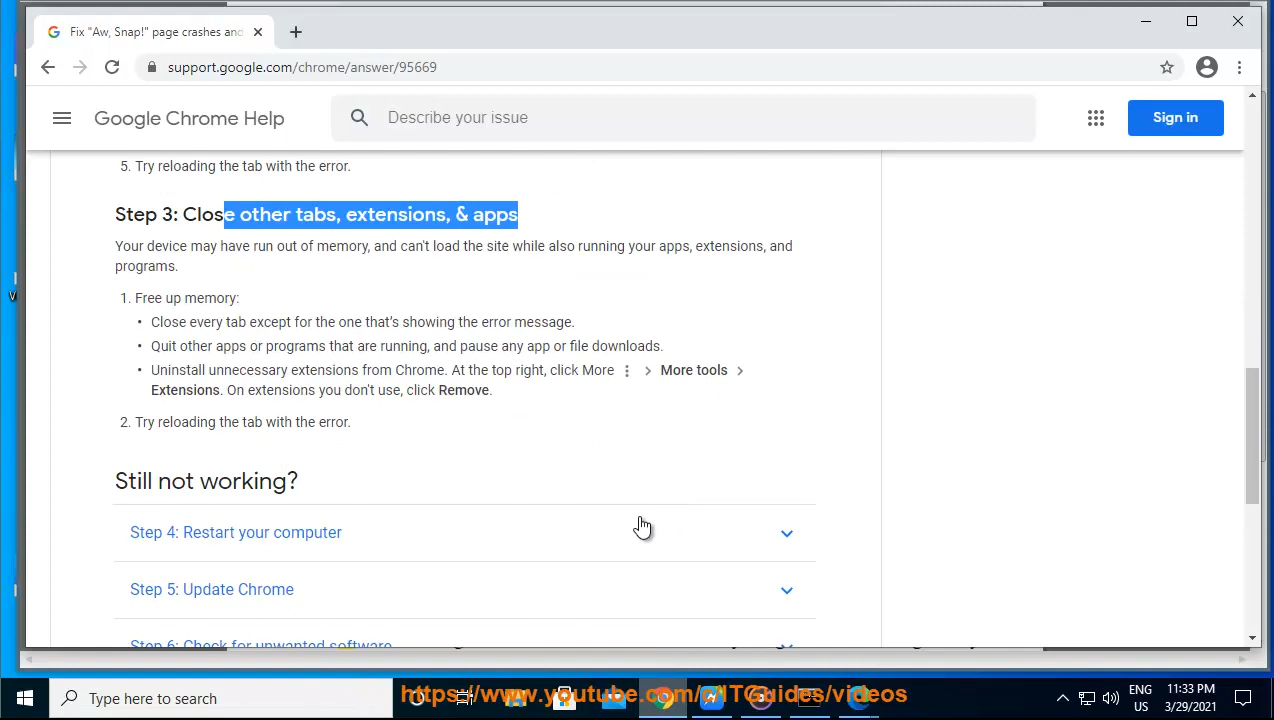 Fix "Aw, Snap!" page crashes and
support.google.com/chrome/answer/95669
Google Chrome Help
Describe your issue
Sign in
5. Try reloading the tab with the error.
Step 3: Close other tabs, extensions, & apps
Your device may have run out of memory, and can't load the site while also running your apps, extensions, and
programs.
1. Free up memory:
• Close every tab except for the one that's showing the error message.
• Quit other apps or programs that are running, and pause any app or file downloads.
• Uninstall unnecessary extensions from Chrome. At the top right, click More ⋮ > More tools >
Extensions. On extensions you don't use, click Remove.
2. Try reloading the tab with the error.
Still not working?
Step 4: Restart your computer
Step 5: Update Chrome
Step 6: Check for unwanted software
Type here to search
https://www.youtube.com/c/ITGuides/videos
ENG
US
11:33 PM
3/29/2021